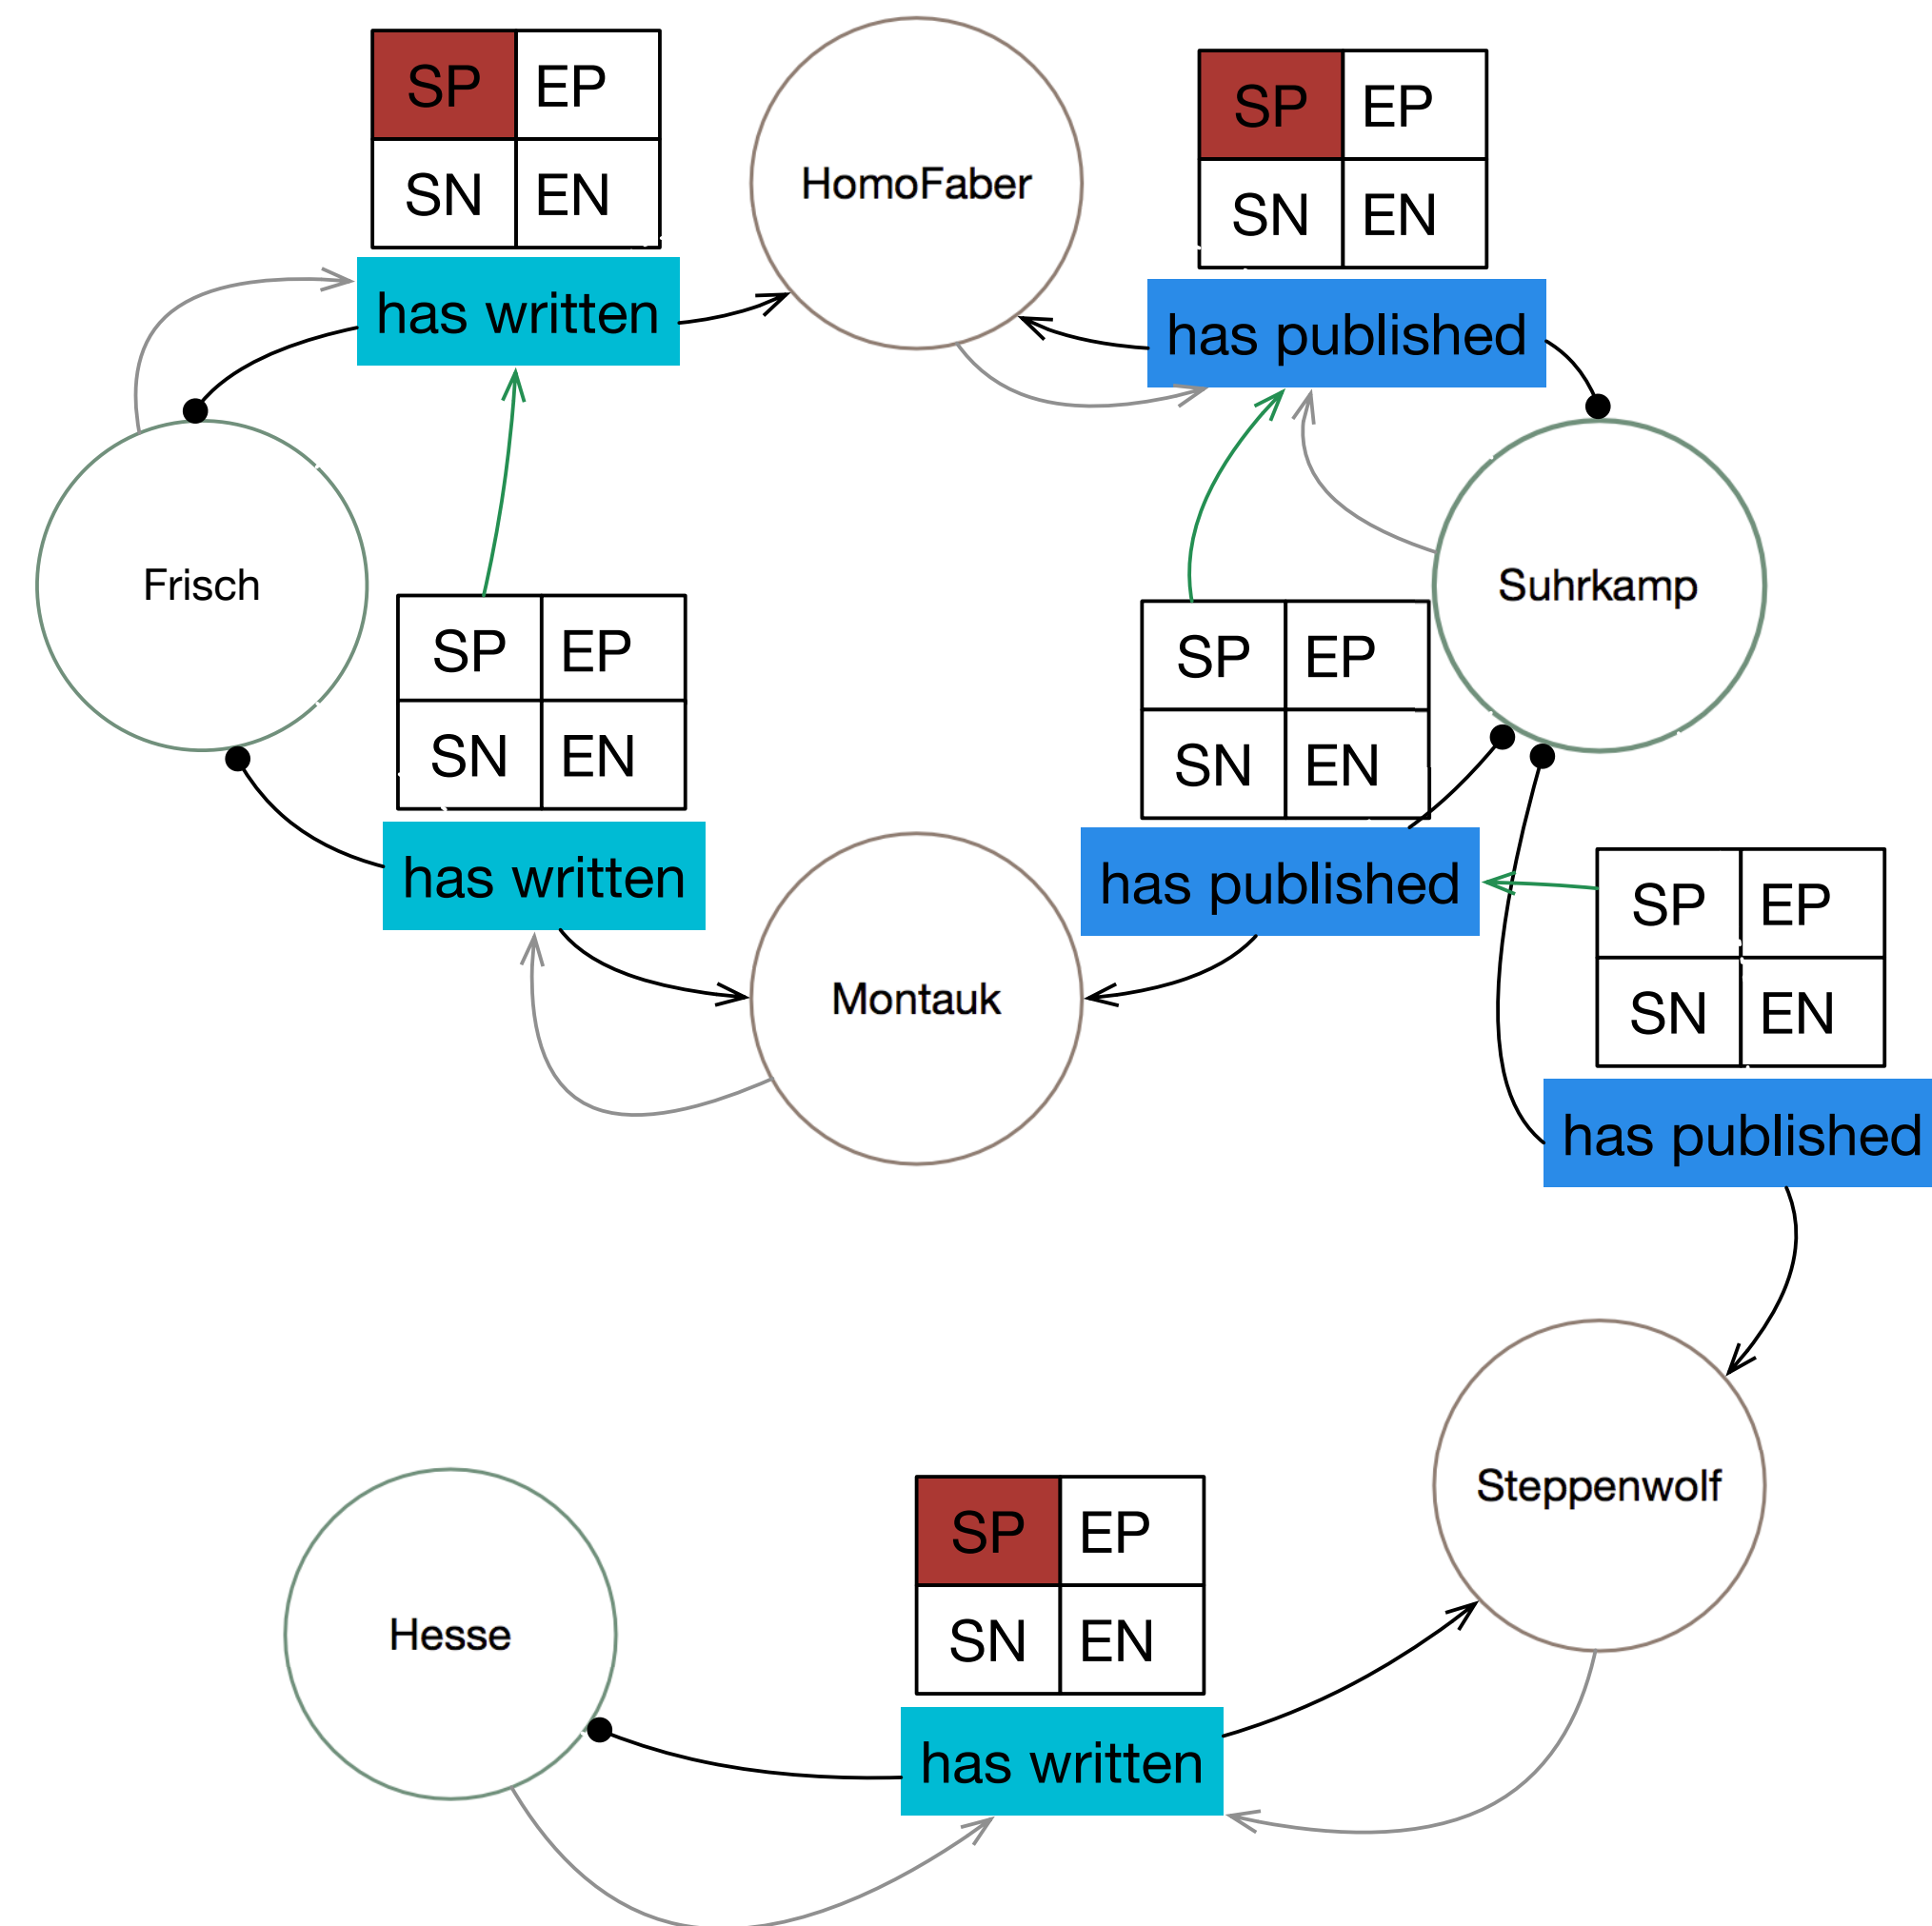 SP EP
SN EN
has written
HomoFaber
SP EP
SN EN
has published
Frisch
SP EP
SN EN
has written
Suhrkamp
SP EP
SN EN
has published
Montauk
SP EP
SN EN
has published
Steppenwolf
Hesse
SP EP
SN EN
has written